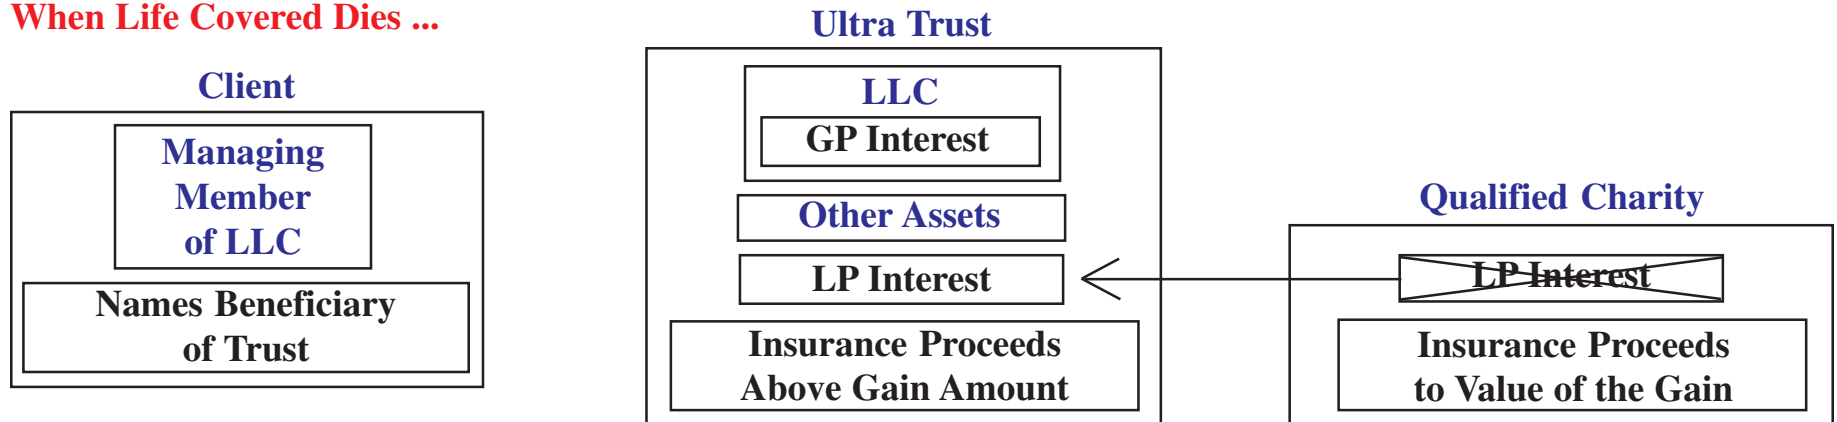 When Life Covered Dies ...
Client
Managing
Member
of LLC
Names Beneficiary
of Trust
Ultra Trust
LLC
GP Interest
Other Assets
LP Interest
Insurance Proceeds
Above Gain Amount
Qualified Charity
LP Interest
Insurance Proceeds
to Value of the Gain